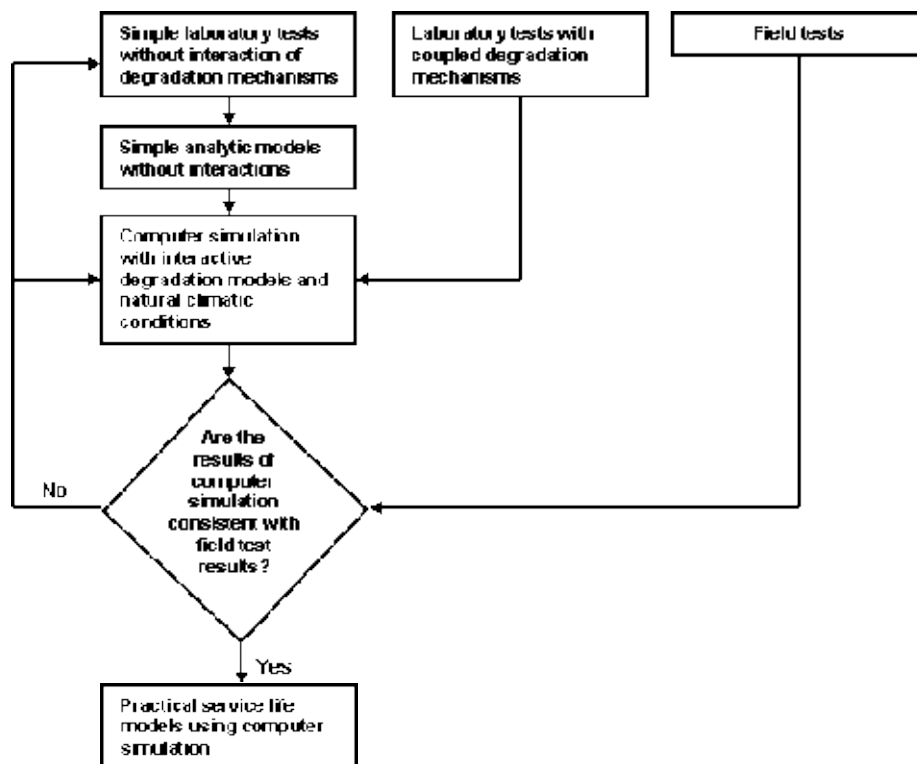 Simple laboratory tests
without interaction of
degradation mechanisms
Laboratory tests with
coupled degradation
mechanisms
Field tests
Simple analytic models
without interactions
Computer simulation
with interactive
degradation models and
natural climatic
conditions
Are the
results of
computer
simulation
consistent with
field test
results?
No
Yes
Practical service life
models using computer
simulation